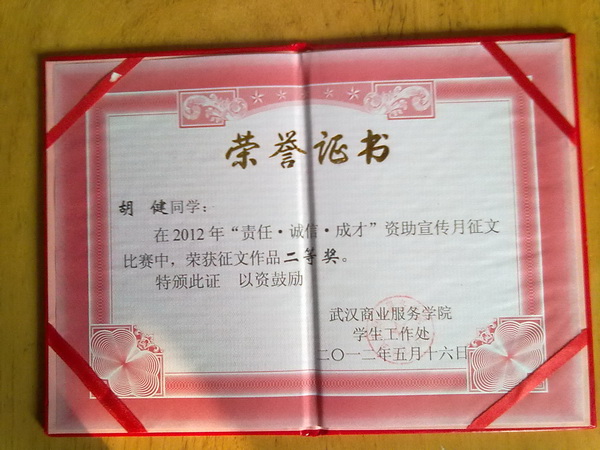 荣誉证书
胡 健同学：
在2012年“责任·诚信·成才”资助宣传月征文
比赛中，荣获征文作品二等奖。
特颁此证 以资鼓励
武汉商业服务学院
学生工作处
二〇一二年五月十六日